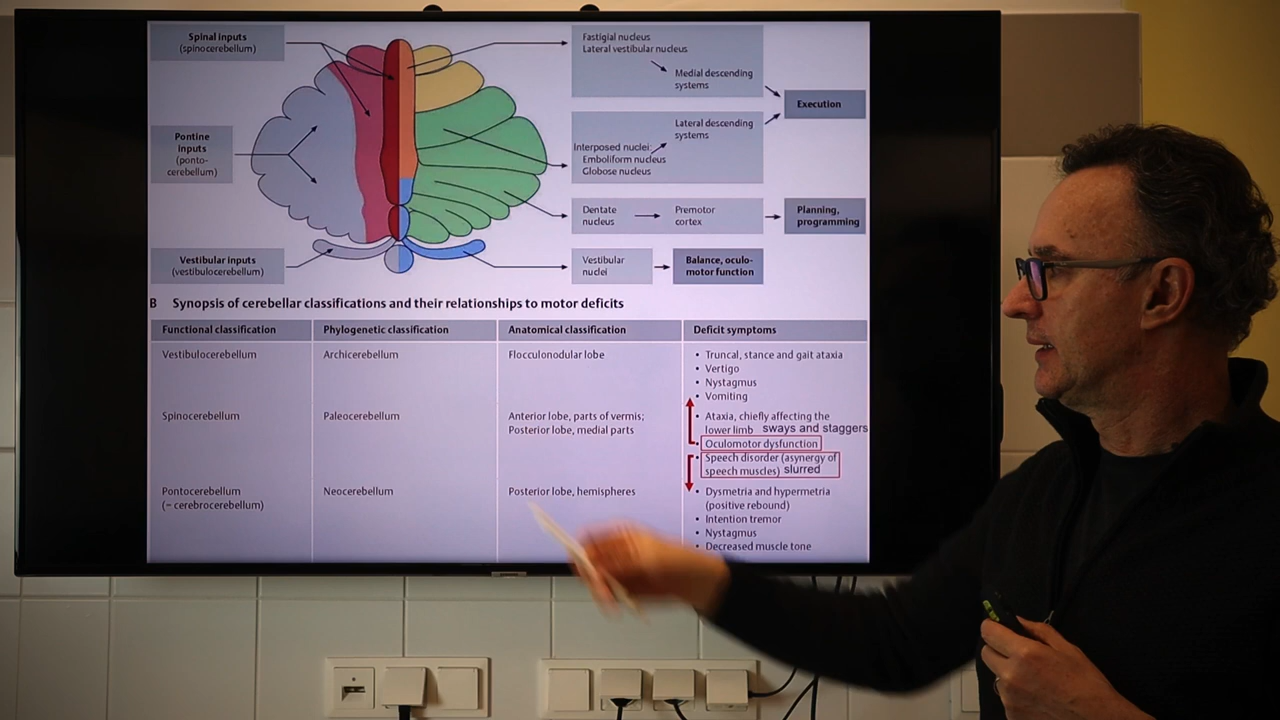 Spinal inputs
(spinocerebellum)
Pontine
inputs
(ponto-
cerebellum)
Vestibular inputs
(vestibulocerebellum)
Fastigial nucleus
Lateral vestibular nucleus
Medial descending
systems
Execution
Lateral descending
systems
Interposed nuclei:
Emboliform nucleus
Globose nucleus
Dentate
nucleus
Premotor
cortex
Planning,
programming
Vestibular
nuclei
Balance, oculo-
motor function
B Synopsis of cerebellar classifications and their relationships to motor deficits
Functional classification Phylogenetic classification Anatomical classification Deficit symptoms
Vestibulocerebellum Archicerebellum Flocculonodular lobe • Truncal, stance and gait ataxia
• Vertigo
• Nystagmus
• Vomiting
Spinocerebellum Paleocerebellum Anterior lobe, parts of vermis; • Ataxia, chiefly affecting the
Posterior lobe, medial parts lower limb sways and staggers
• Oculomotor dysfunction
• Speech disorder (asynergy of
speech muscles) slurred
Pontocerebellum Neocerebellum Posterior lobe, hemispheres • Dysmetria and hypermetria
(= cerebrocerebellum) (positive rebound)
• Intention tremor
• Nystagmus
• Decreased muscle tone